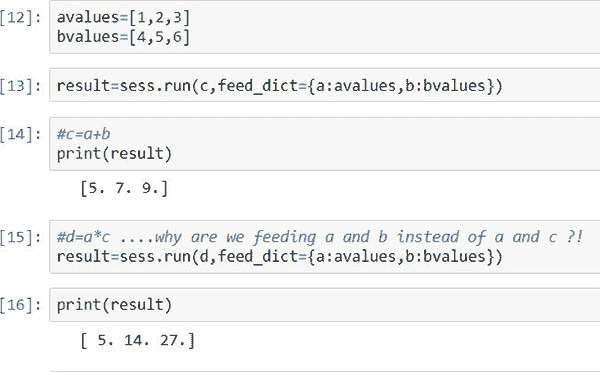 [12]: avalues=[1,2,3]
bvalues=[4,5,6]
[13]: result=sess.run(c,feed_dict={a:avalues,b:bvalues})
[14]: #c=a+b
print(result)
[5. 7. 9.]
[15]: #d=a*c ....why are we feeding a and b instead of a and c ?!
result=sess.run(d,feed_dict={a:avalues,b:bvalues})
[16]: print(result)
[ 5. 14. 27.]